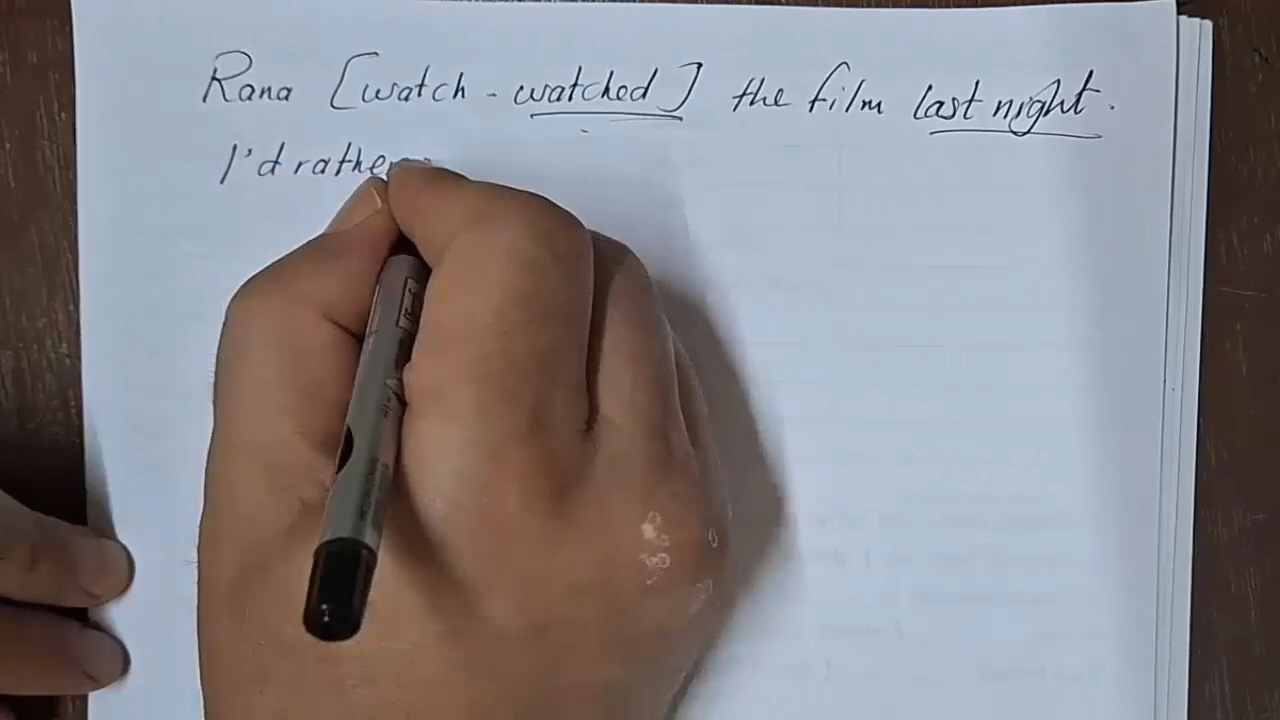 Rana [watch - watched] the film last night.
I'd rather